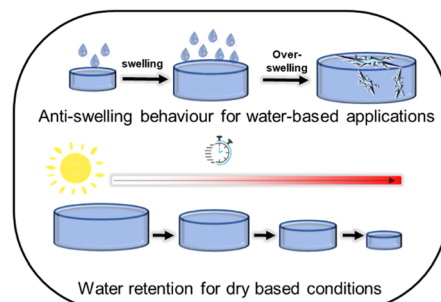 swelling
Over-
swelling
Anti-swelling behaviour for water-based applications
Water retention for dry based conditions